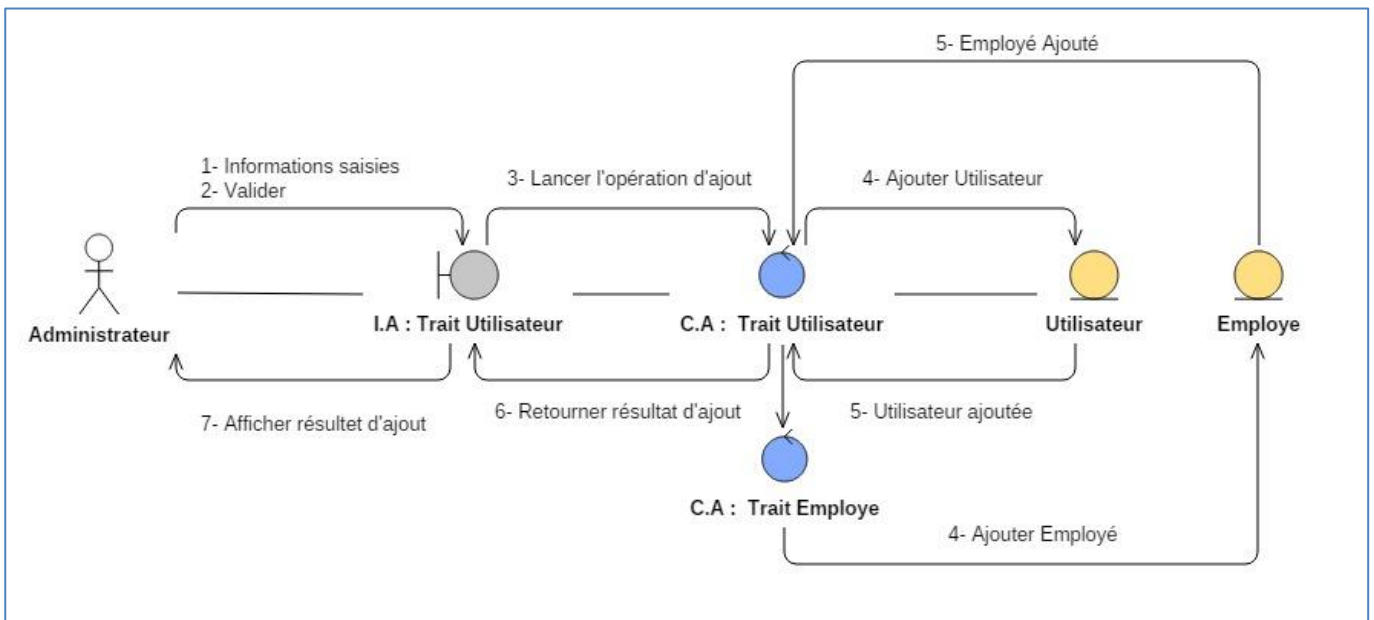 5- Employé Ajouté
1- Informations saisies
2- Valider
3- Lancer l'opération d'ajout
4- Ajouter Utilisateur
Administrateur
I.A : Trait Utilisateur
C.A :  Trait Utilisateur
Utilisateur
Employe
7- Afficher résultet d'ajout
6- Retourner résultat d'ajout
5- Utilisateur ajoutée
C.A :  Trait Employe
4- Ajouter Employé